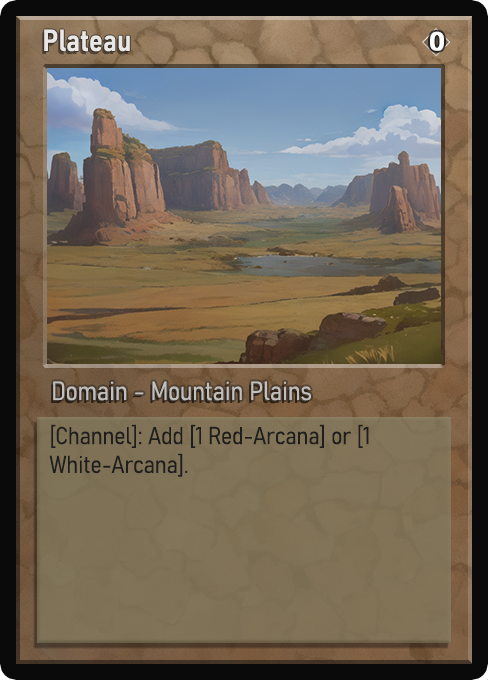 Plateau 0
Domain - Mountain Plains
[Channel]: Add [1 Red-Arcana] or [1
White-Arcana].